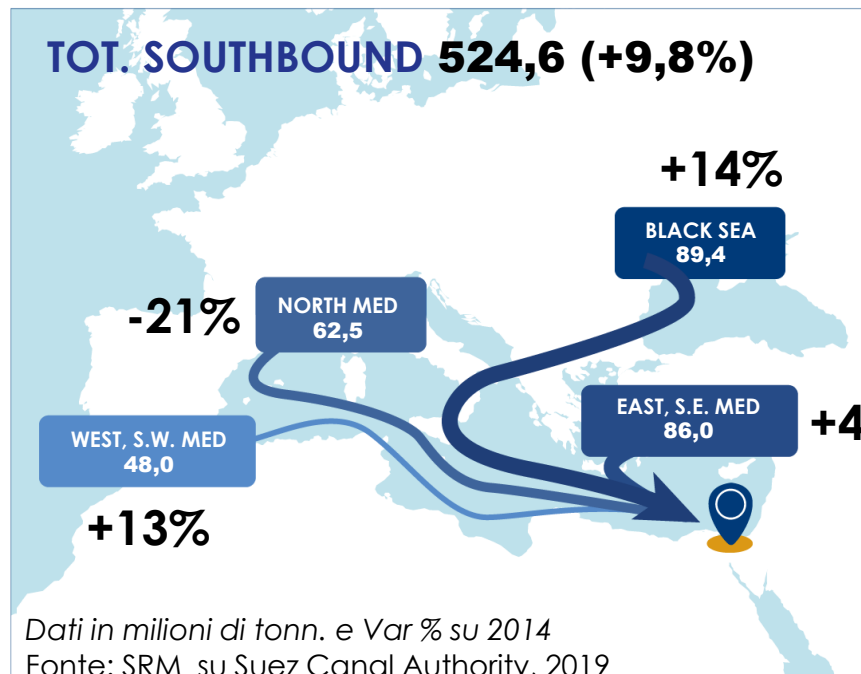 TOT. SOUTHBOUND 524,6 (+9,8%)
+14%
BLACK SEA
89,4
-21%
NORTH MED
62,5
EAST, S.E. MED
86,0
+4
WEST, S.W. MED
48,0
+13%
Dati in milioni di tonn. e Var % su 2014
Fonte: SRM su Suez Canal Authority, 2019